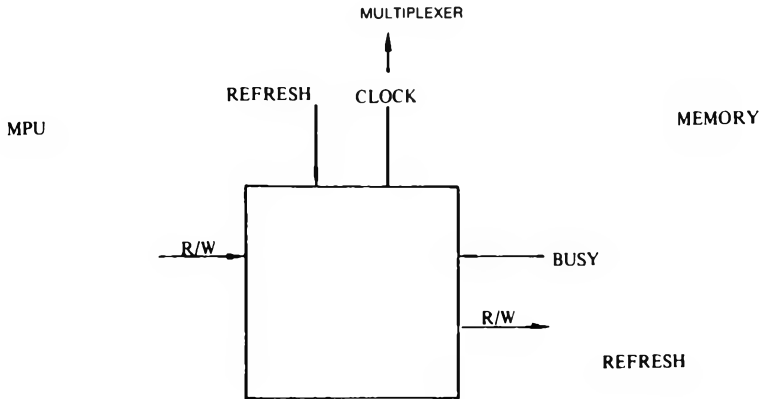 MULTIPLEXER
REFRESH
CLOCK
MPU
MEMORY
R/W
BUSY
R/W
REFRESH